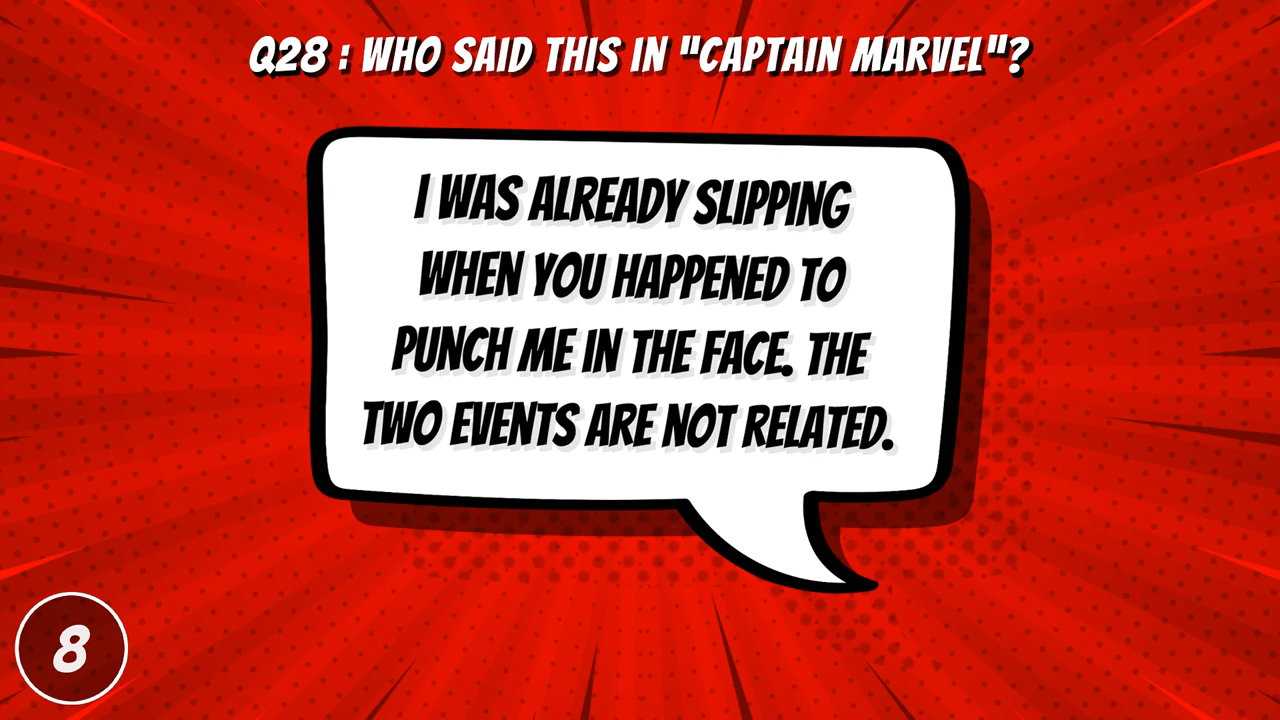 Q28 : WHO SAID THIS IN "CAPTAIN MARVEL"?
I WAS ALREADY SLIPPING
WHEN YOU HAPPENED TO
PUNCH ME IN THE FACE. THE
TWO EVENTS ARE NOT RELATED.
8